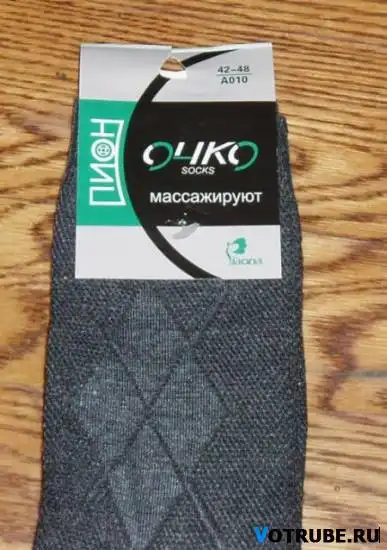 42-48
A010
ПИОН
ОЧКО
SOCKS
массажируют
VOTRUBE.RU